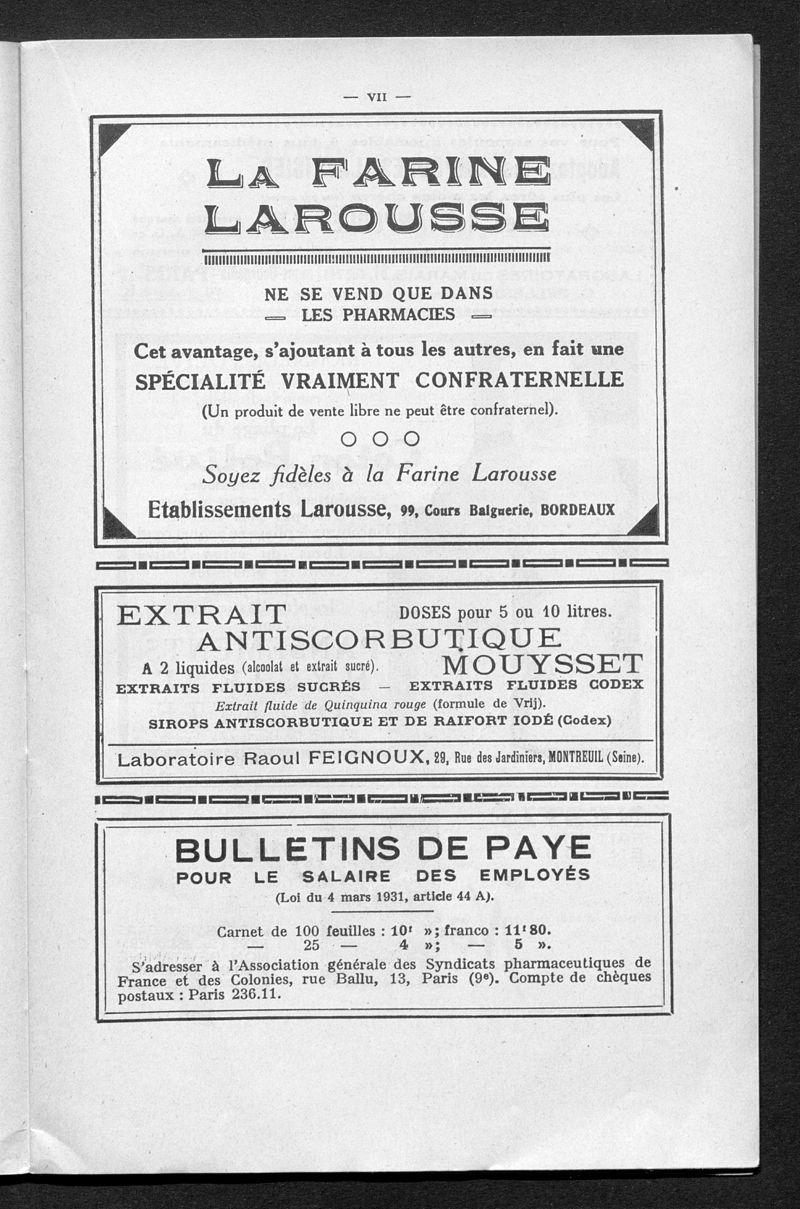 — VII —
LA FARINE
LAROUSSE
NE SE VEND QUE DANS
LES PHARMACIES
Cet avantage, s'ajoutant à tous les autres, en fait une
SPÉCIALITÉ VRAIMENT CONFRATERNELLE
(Un produit de vente libre ne peut être confraternel).
Soyez fidèles à la Farine Larousse
Etablissements Larousse, 99, Cours Balguerie, BORDEAUX
EXTRAIT DOSES pour 5 ou 10 litres.
ANTISCORBUTIQUE
A 2 liquides (alcoolat et extrait sucré). MOUYSSET
EXTRAITS FLUIDES SUCRÉS — EXTRAITS FLUIDES CODEX
Extrait fluide de Quinquina rouge (formule de Vrij).
SIROPS ANTISCORBUTIQUE ET DE RAIFORT IODÉ (Codex)
Laboratoire Raoul FEIGNOUX, 29, Rue des Jardiniers, MONTREUIL (Seine).
BULLETINS DE PAYE
POUR LE SALAIRE DES EMPLOYÉS
(Loi du 4 mars 1931, article 44 A).
Carnet de 100 feuilles : 10f »; franco : 11f80.
— 25 — 4 »; — 5 ».
S'adresser à l'Association générale des Syndicats pharmaceutiques de
France et des Colonies, rue Ballu, 13, Paris (9e). Compte de chèques
postaux : Paris 236.11.